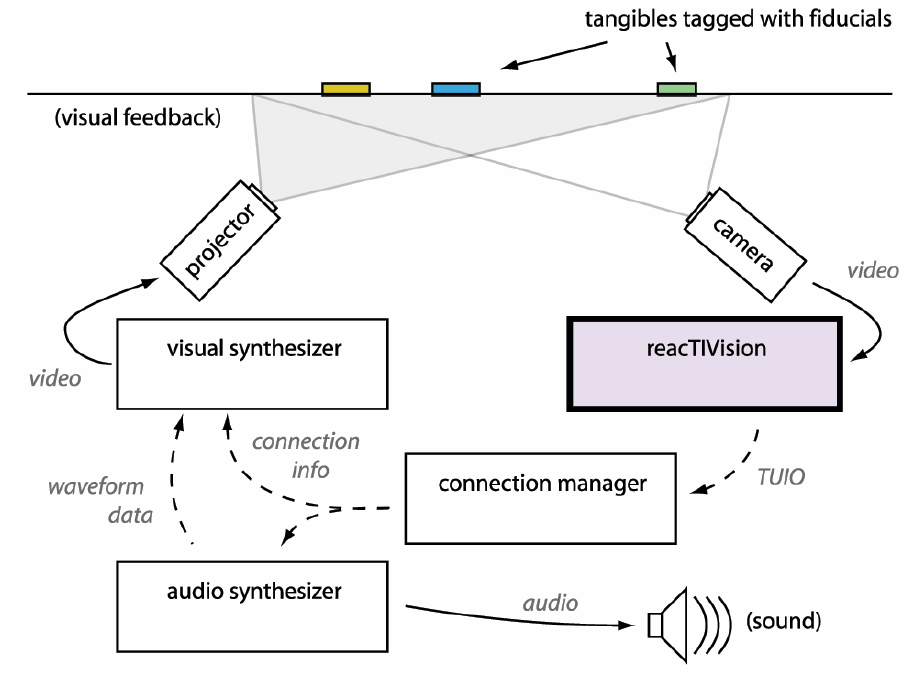 tangibles tagged with fiducials
(visual feedback)
projector
camera
video
visual synthesizer
reacTIVision
video
connection
info
waveform
data
connection manager
TUIO
audio synthesizer
audio
(sound)